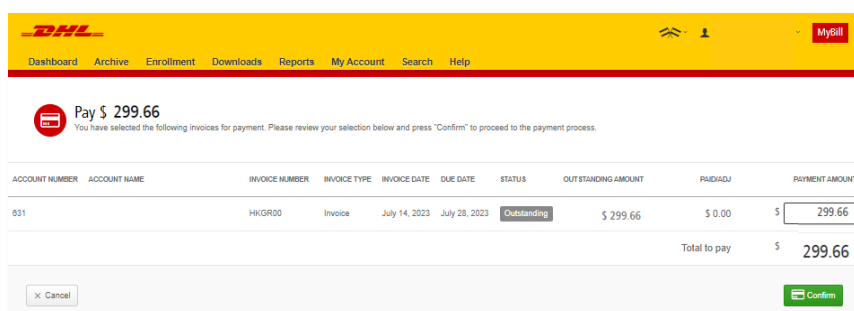 DHL
MyBill
Dashboard Archive Enrollment Downloads Reports My Account Search Help
Pay $ 299.66
You have selected the following invoices for payment. Please review your selection below and press "Confirm" to proceed to the payment process.
ACCOUNT NUMBER ACCOUNT NAME INVOICE NUMBER INVOICE TYPE INVOICE DATE DUE DATE STATUS OUTSTANDING AMOUNT PAID/ADJ PAYMENT AMOUNT
631 HKGR00 Invoice July 14, 2023 July 28, 2023 Outstanding $ 299.66 $ 0.00 $ 299.66
Total to pay $ 299.66
× Cancel Confirm